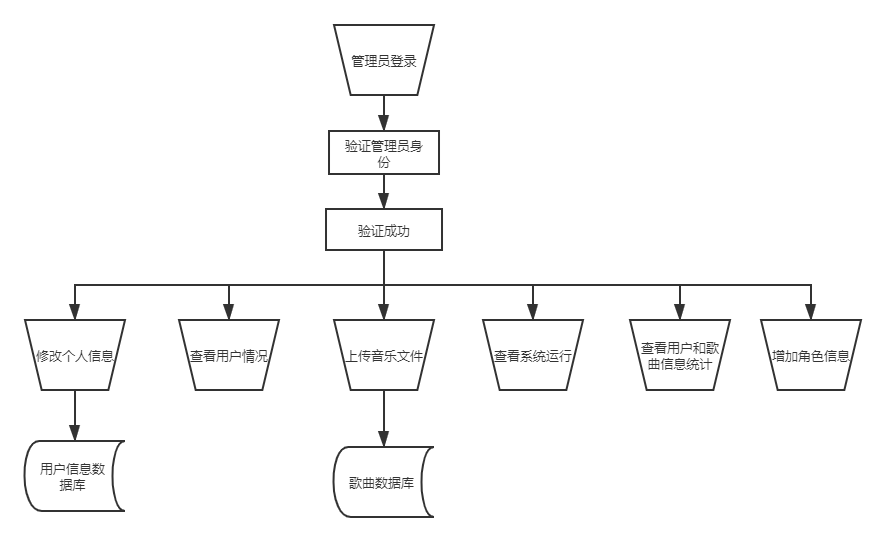 管理员登录
验证管理员身
份
验证成功
修改个人信息
查看用户情况
上传音乐文件
查看系统运行
查看用户和歌
曲信息统计
增加角色信息
用户信息数
据库
歌曲数据库